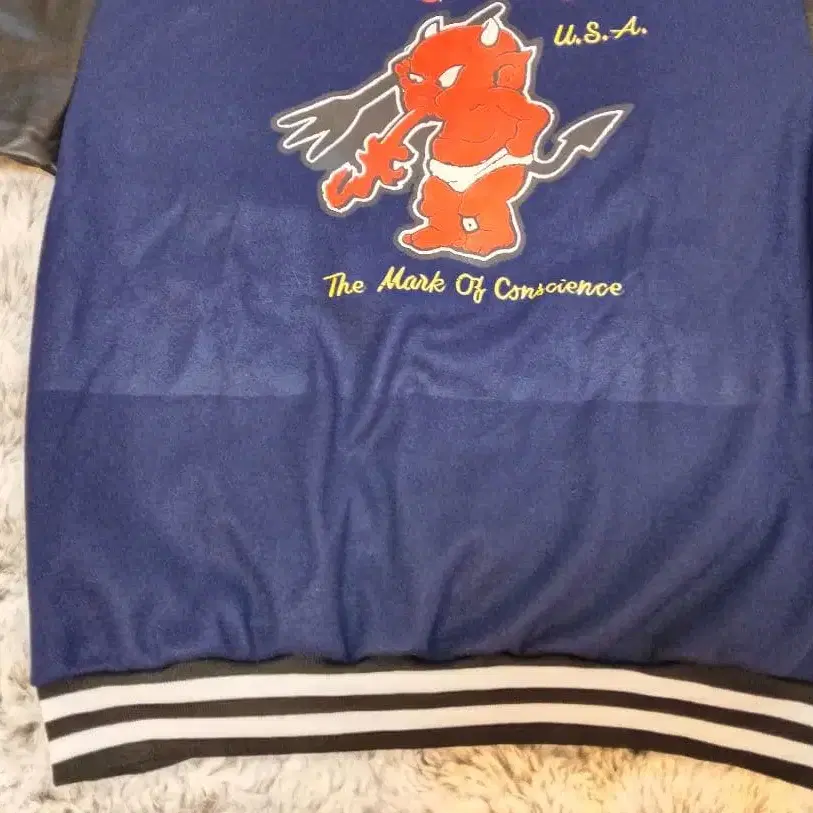 U.S.A.
The Mark Of Conscience